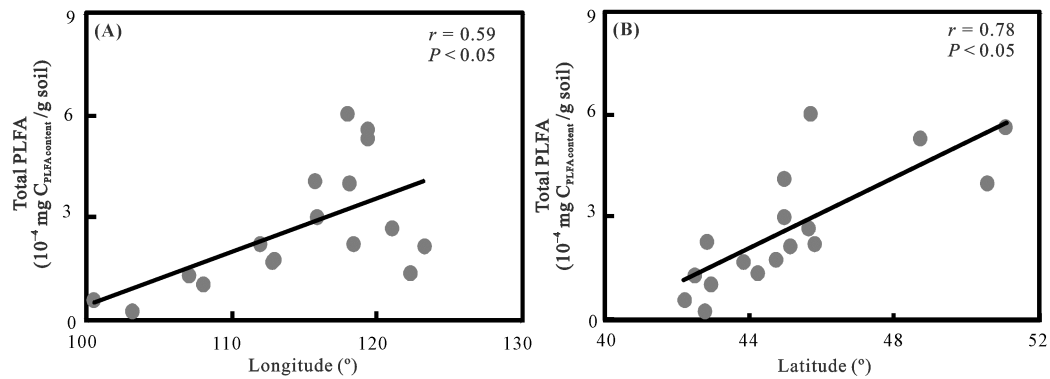 (A)
r = 0.59
P < 0.05
Total PLFA
(10⁻⁴ mg C_PLFA content /g soil)
9
6
3
0
100 110 120 130
Longitude (º)
(B)
r = 0.78
P < 0.05
Total PLFA
(10⁻⁴ mg C_PLFA content /g soil)
9
6
3
0
40 44 48 52
Latitude (º)